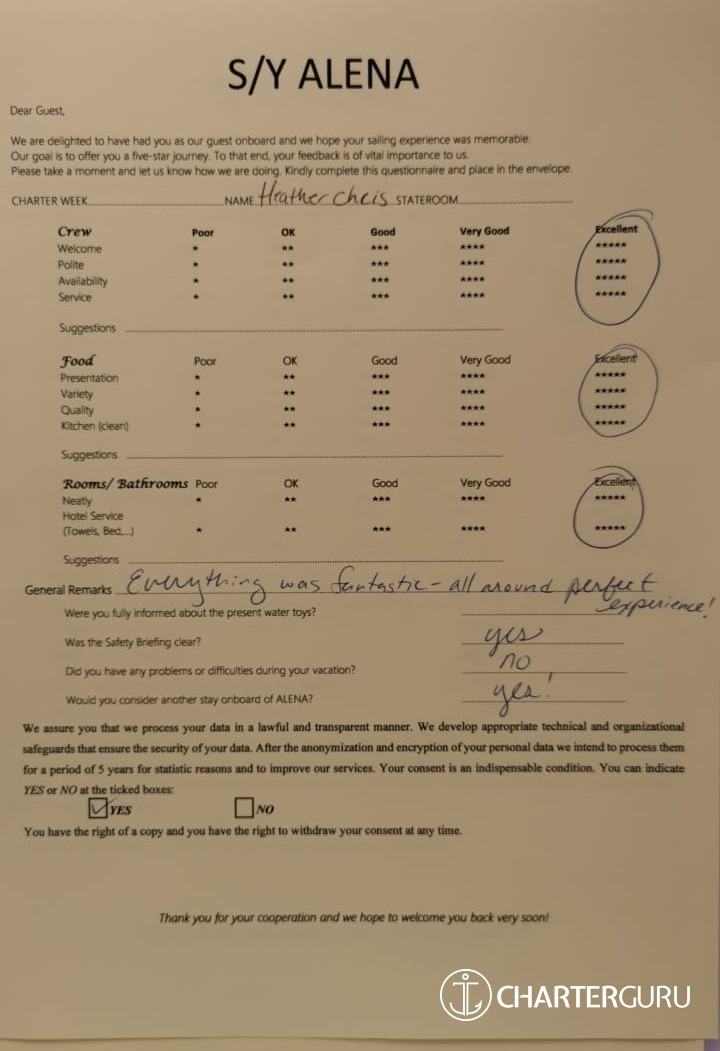 S/Y ALENA
Dear Guest,
We are delighted to have had you as our guest onboard and we hope your sailing experience was memorable.
Our goal is to offer you a five-star journey. To that end, your feedback is of vital importance to us.
Please take a moment and let us know how we are doing. Kindly complete this questionnaire and place in the envelope.
CHARTER WEEK NAME Heather Cheis STATEROOM
Crew Poor OK Good Very Good Excellent
Welcome * ** *** **** *****
Polite * ** *** **** *****
Availability * ** *** **** *****
Service * ** *** **** *****
Suggestions
Food Poor OK Good Very Good Excellent
Presentation * ** *** **** *****
Variety * ** *** **** *****
Quality * ** *** **** *****
Kitchen (clean) * ** *** **** *****
Suggestions
Rooms/ Bathrooms Poor OK Good Very Good Excellent
Neatly * ** *** **** *****
Hotel Service
(Towels, Bed,...) * ** *** **** *****
Suggestions
General Remarks Everything was fantastic - all around perfect
experience!
Were you fully informed about the present water toys?
Was the Safety Briefing clear? yes
Did you have any problems or difficulties during your vacation? no
Would you consider another stay onboard of ALENA? yes!
We assure you that we process your data in a lawful and transparent manner. We develop appropriate technical and organizational
safeguards that ensure the security of your data. After the anonymization and encryption of your personal data we intend to process them
for a period of 5 years for statistic reasons and to improve our services. Your consent is an indispensable condition. You can indicate
YES or NO at the ticked boxes:
YES NO
You have the right of a copy and you have the right to withdraw your consent at any time.
Thank you for your cooperation and we hope to welcome you back very soon!
CHARTERGURU